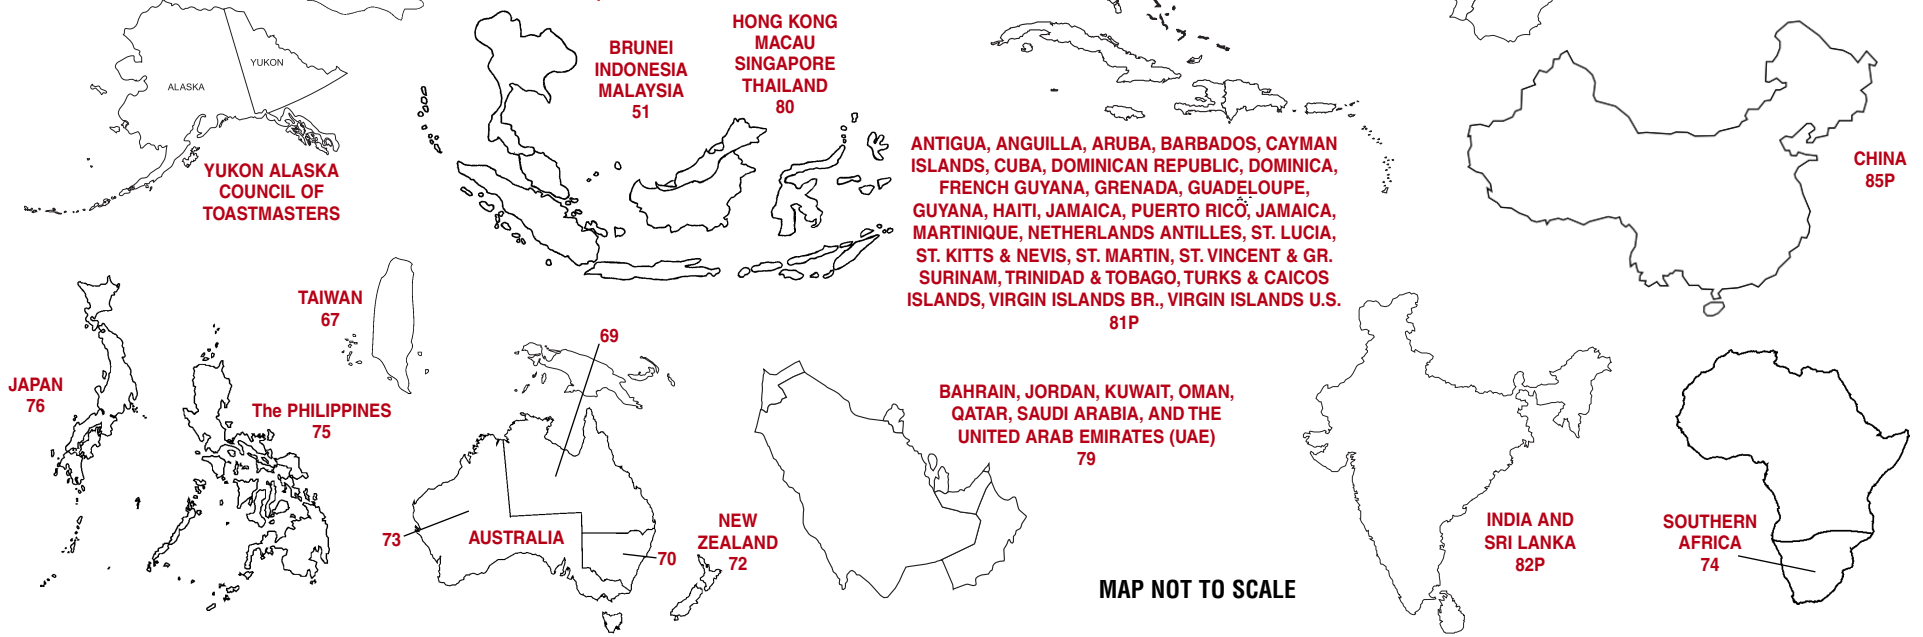 YUKON
ALASKA
YUKON ALASKA
COUNCIL OF
TOASTMASTERS
BRUNEI
INDONESIA
MALAYSIA
51
HONG KONG
MACAU
SINGAPORE
THAILAND
80
ANTIGUA, ANGUILLA, ARUBA, BARBADOS, CAYMAN
ISLANDS, CUBA, DOMINICAN REPUBLIC, DOMINICA,
FRENCH GUYANA, GRENADA, GUADELOUPE,
GUYANA, HAITI, JAMAICA, PUERTO RICO, JAMAICA,
MARTINIQUE, NETHERLANDS ANTILLES, ST. LUCIA,
ST. KITTS & NEVIS, ST. MARTIN, ST. VINCENT & GR.
SURINAM, TRINIDAD & TOBAGO, TURKS & CAICOS
ISLANDS, VIRGIN ISLANDS BR., VIRGIN ISLANDS U.S.
81P
CHINA
85P
TAIWAN
67
JAPAN
76
The PHILIPPINES
75
69
73
AUSTRALIA
70
NEW
ZEALAND
72
BAHRAIN, JORDAN, KUWAIT, OMAN,
QATAR, SAUDI ARABIA, AND THE
UNITED ARAB EMIRATES (UAE)
79
INDIA AND
SRI LANKA
82P
SOUTHERN
AFRICA
74
MAP NOT TO SCALE